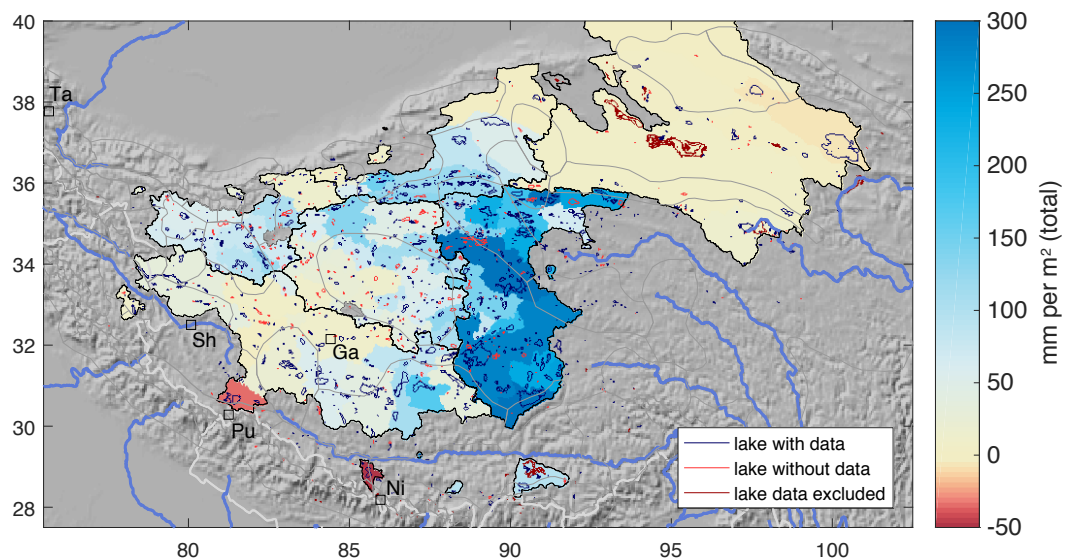 40
38
36
34
32
30
28
80
85
90
95
100
Ta
Sh
Ga
Pu
Ni
lake with data
lake without data
lake data excluded
300
250
200
150
100
50
0
-50
mm per m² (total)